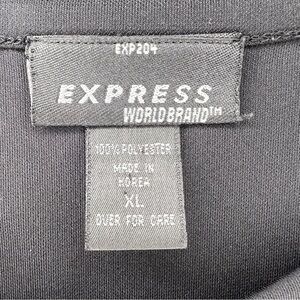 EXP204
EXPRESS
WORLDBRAND™
100% POLYESTER
MADE IN
KOREA
XL
OVER FOR CARE